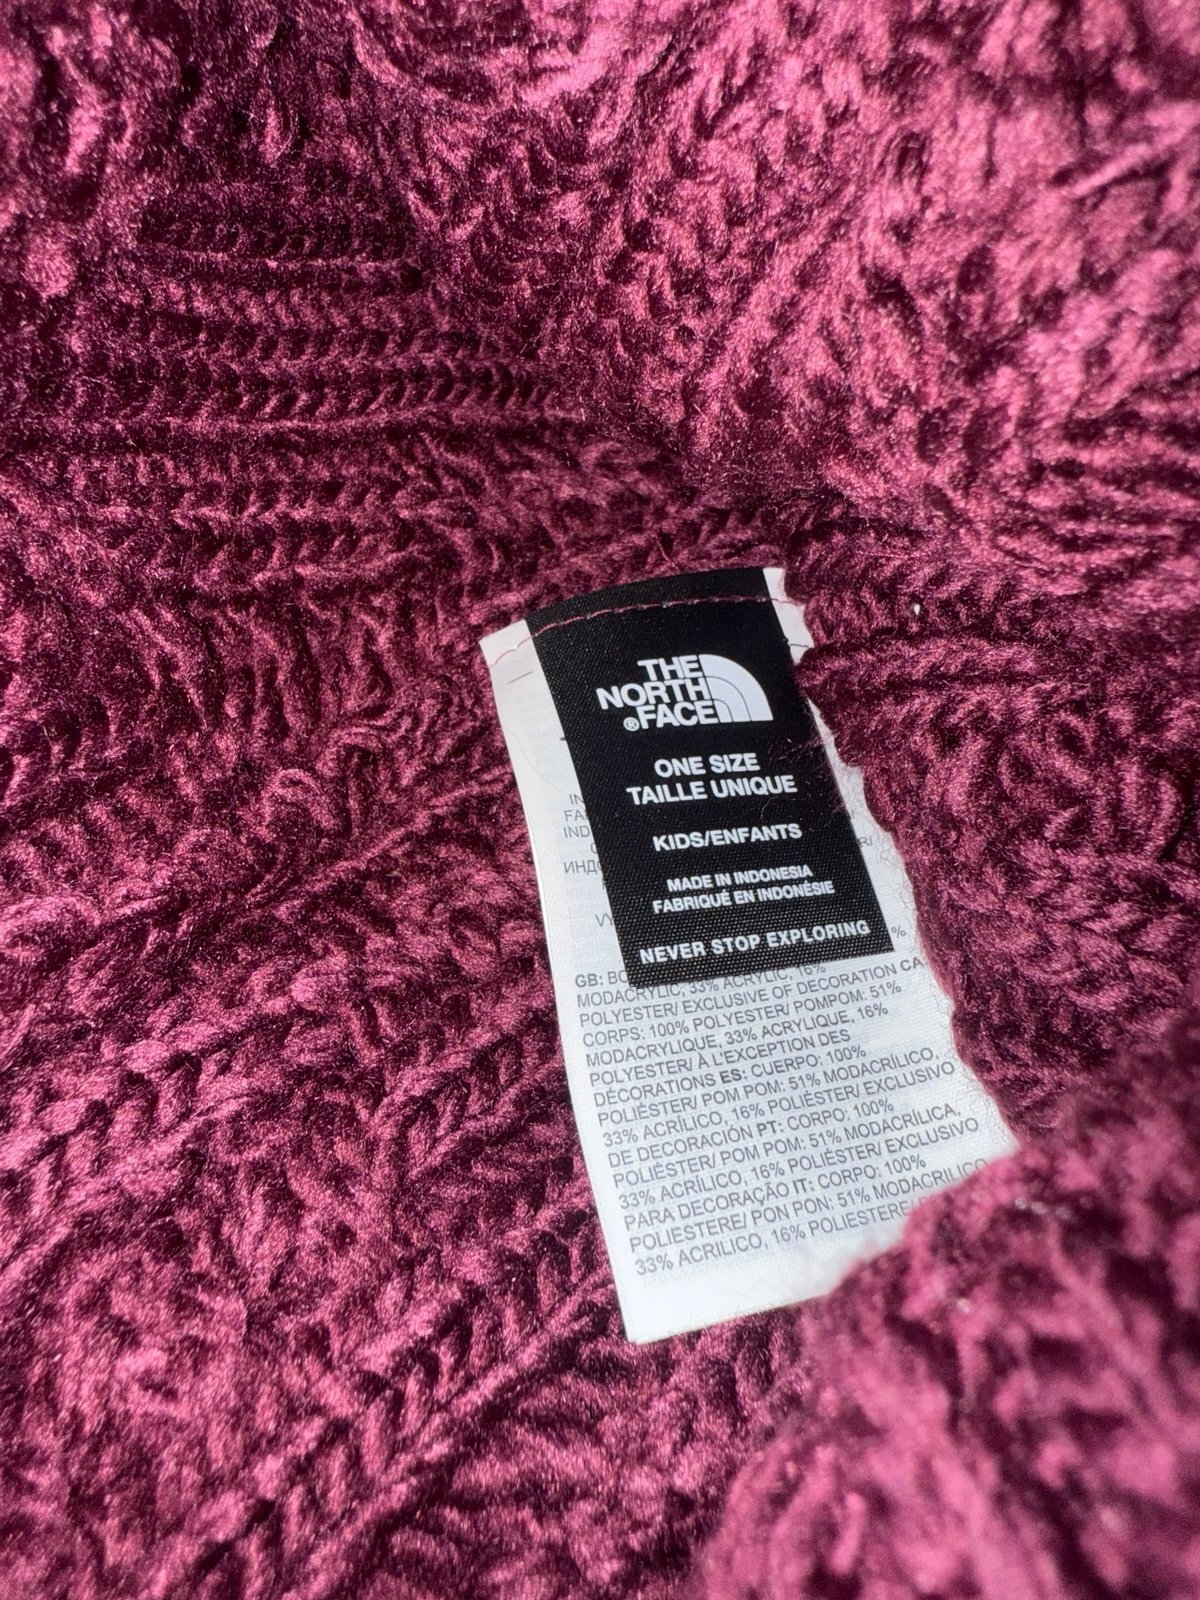 THE
NORTH
®FACE
ONE SIZE
TAILLE UNIQUE
KIDS/ENFANTS
MADE IN INDONESIA
FABRIQUÉ EN INDONÉSIE
NEVER STOP EXPLORING
GB:
MODACRYLIC, 33% ACRYLIC, 16%
POLYESTER/ EXCLUSIVE OF DECORATION CA:
CORPS: 100% POLYESTER/ POMPOM: 51%
MODACRYLIQUE, 33% ACRYLIQUE, 16%
POLYESTER/ À L'EXCEPTION DES
DÉCORATIONS ES: CUERPO: 100%
POLIÉSTER/ POM POM: 51% MODACRÍLICO,
33% ACRÍLICO, 16% POLIÉSTER/ EXCLUSIVO
DE DECORACIÓN PT: CORPO: 100%
POLIÉSTER/ POM POM: 51% MODACRÍLICA,
33% ACRÍLICO, 16% POLIÉSTER/ EXCLUSIVO
PARA DECORAÇÃO IT: CORPO: 100%
POLIESTERE/ PON PON: 51% MODACRILICO
33% ACRILICO, 16% POLIESTERE/